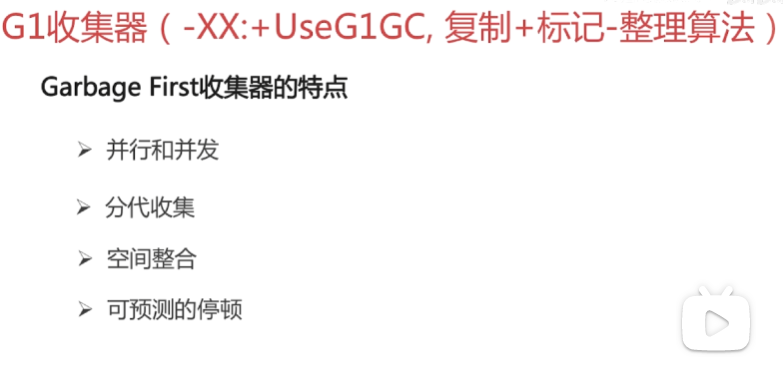 G1收集器（-XX:+UseG1GC, 复制+标记-整理算法）
Garbage First收集器的特点
➢ 并行和并发
➢ 分代收集
➢ 空间整合
➢ 可预测的停顿